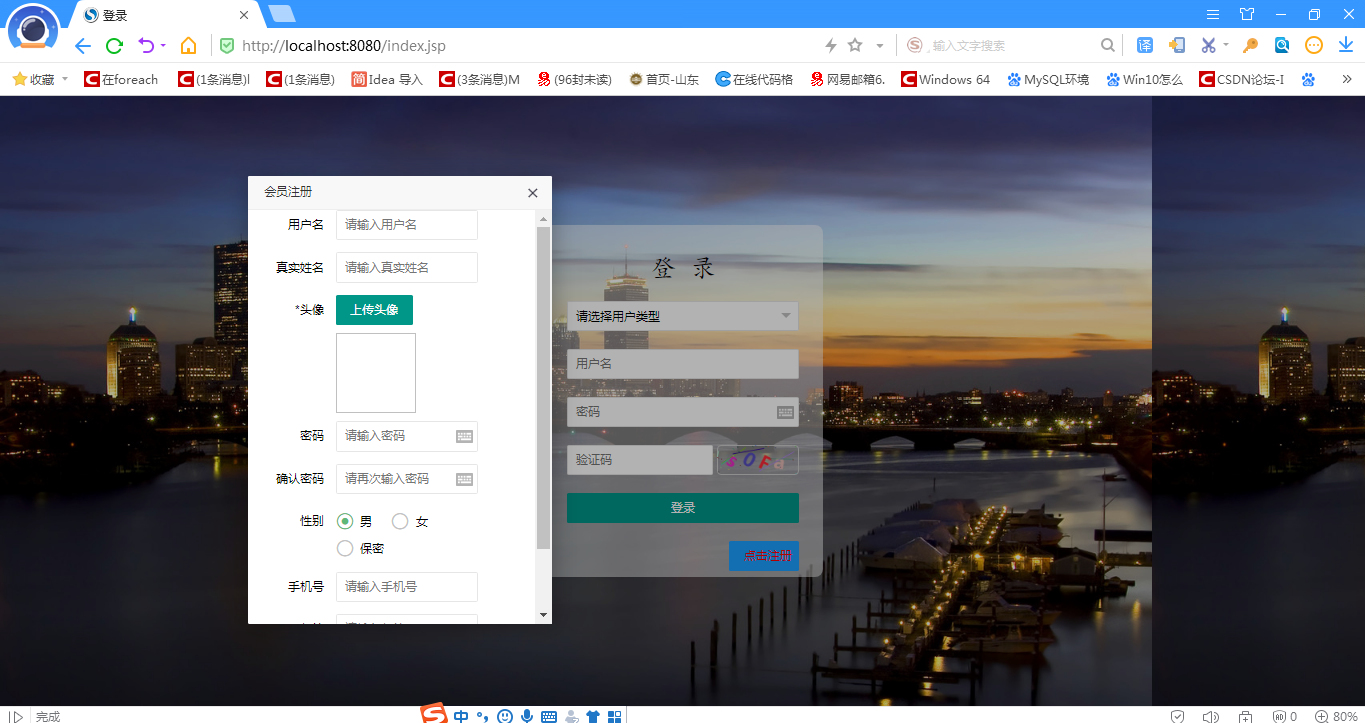 登录
http://localhost:8080/index.jsp
输入文字搜索
译
收藏
在foreach
(1条消息)I
(1条消息)
简 Idea 导入
(3条消息)M
(96封未读)
首页-山东
在线代码格
网易邮箱6.
Windows 64
MySQL环境
Win10怎么
CSDN论坛-I
»
会员注册
用户名
请输入用户名
真实姓名
请输入真实姓名
*头像
上传头像
密码
请输入密码
确认密码
请再次输入密码
性别
男
女
保密
手机号
请输入手机号
登 录
请选择用户类型
用户名
密码
验证码
sOFa
登录
点击注册
完成
中
0
80%